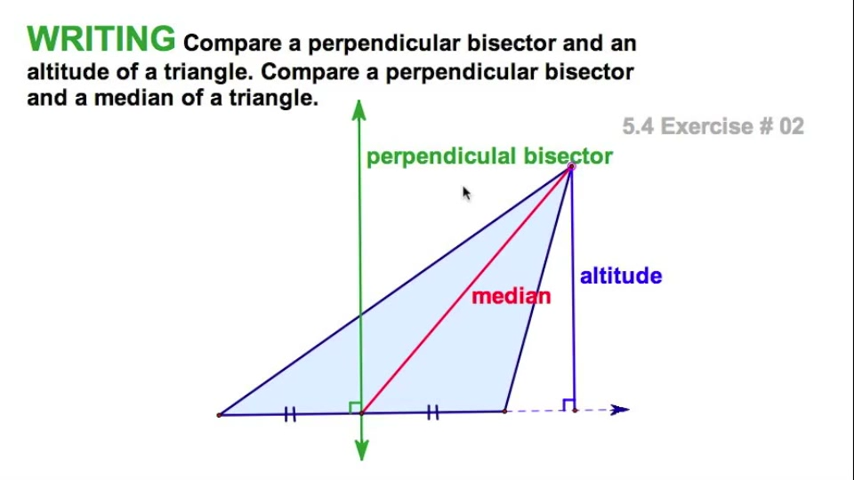 WRITING Compare a perpendicular bisector and an
altitude of a triangle. Compare a perpendicular bisector
and a median of a triangle.
5.4 Exercise # 02
perpendiculal bisector
altitude
median